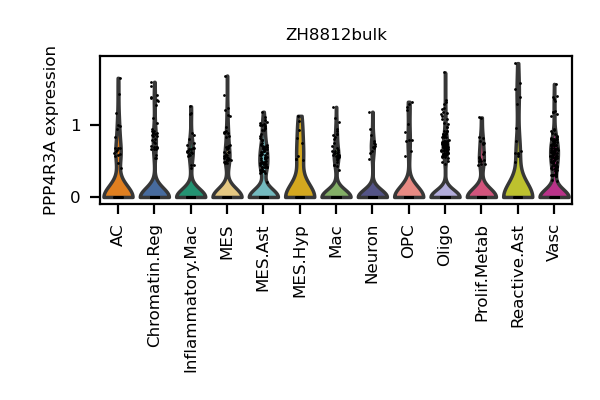 ZH8812bulk
PPP4R3A expression
1
0
AC
Chromatin.Reg
Inflammatory.Mac
MES
MES.Ast
MES.Hyp
Mac
Neuron
OPC
Oligo
Prolif.Metab
Reactive.Ast
Vasc